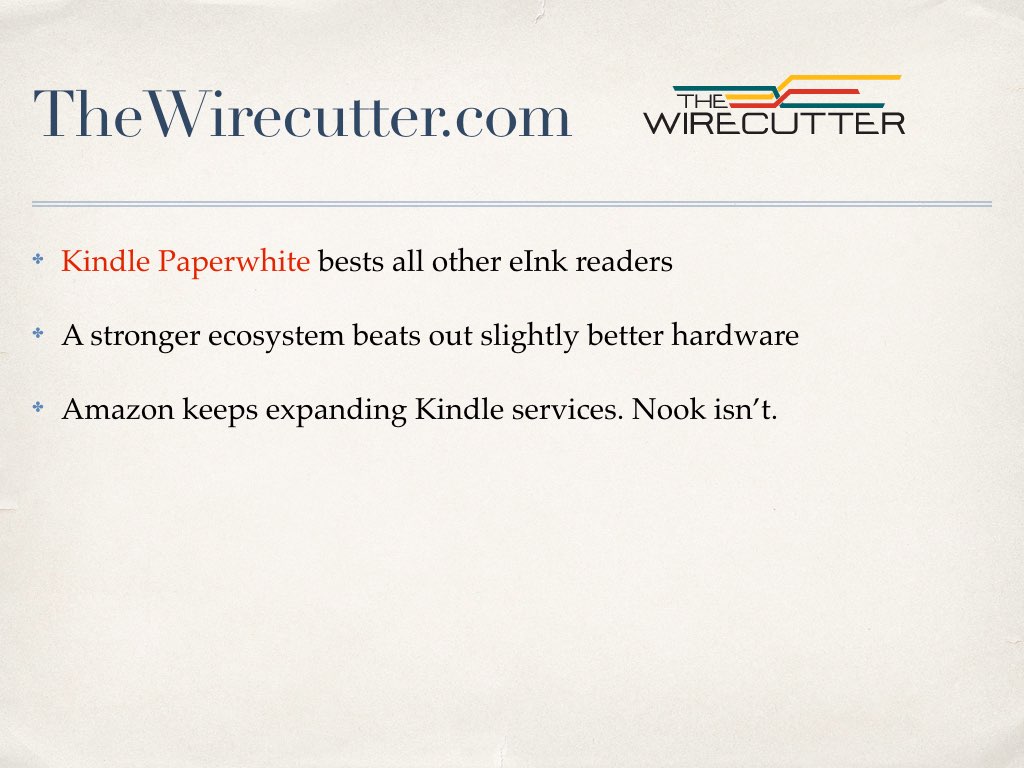 TheWirecutter.com
THE
WIRECUTTER
Kindle Paperwhite bests all other eInk readers
A stronger ecosystem beats out slightly better hardware
Amazon keeps expanding Kindle services. Nook isn’t.